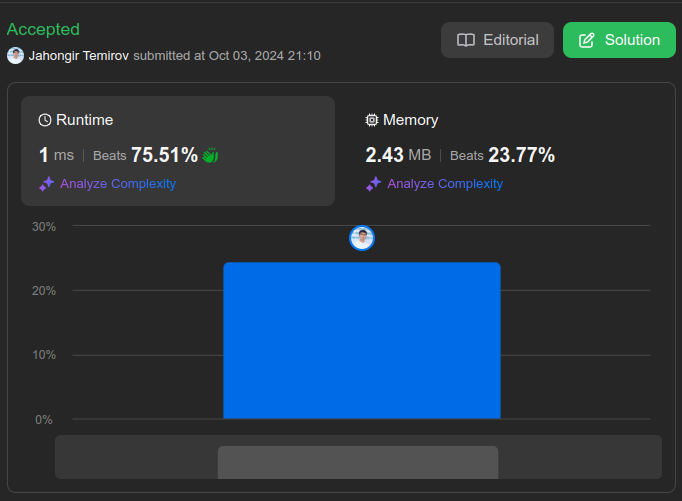 Accepted
Editorial
Solution
Jahongir Temirov submitted at Oct 03, 2024 21:10
Runtime
1 ms | Beats 75.51%
Analyze Complexity
Memory
2.43 MB | Beats 23.77%
Analyze Complexity
30%
20%
10%
0%